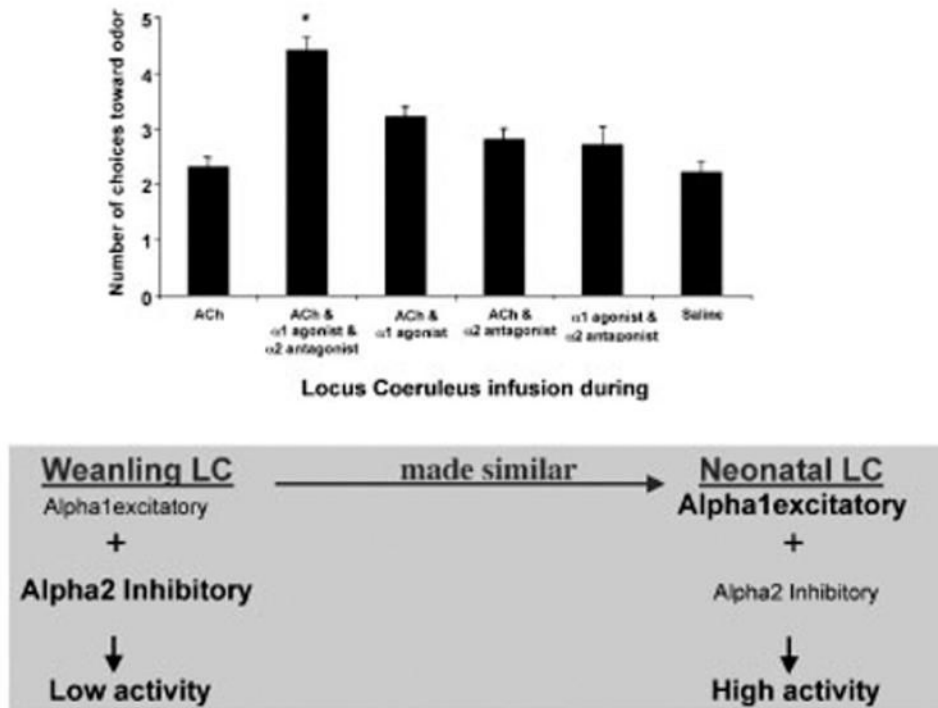 Number of choices toward odor
*
5
4
3
2
1
0
ACh
ACh &
α1 agonist &
α2 antagonist
ACh &
α1 agonist
ACh &
α2 antagonist
α1 agonist &
α2 antagonist
Saline
Locus Coeruleus infusion during
Weanling LC
made similar
Neonatal LC
Alpha1excitatory
Alpha1excitatory
+
+
Alpha2 Inhibitory
Alpha2 Inhibitory
Low activity
High activity